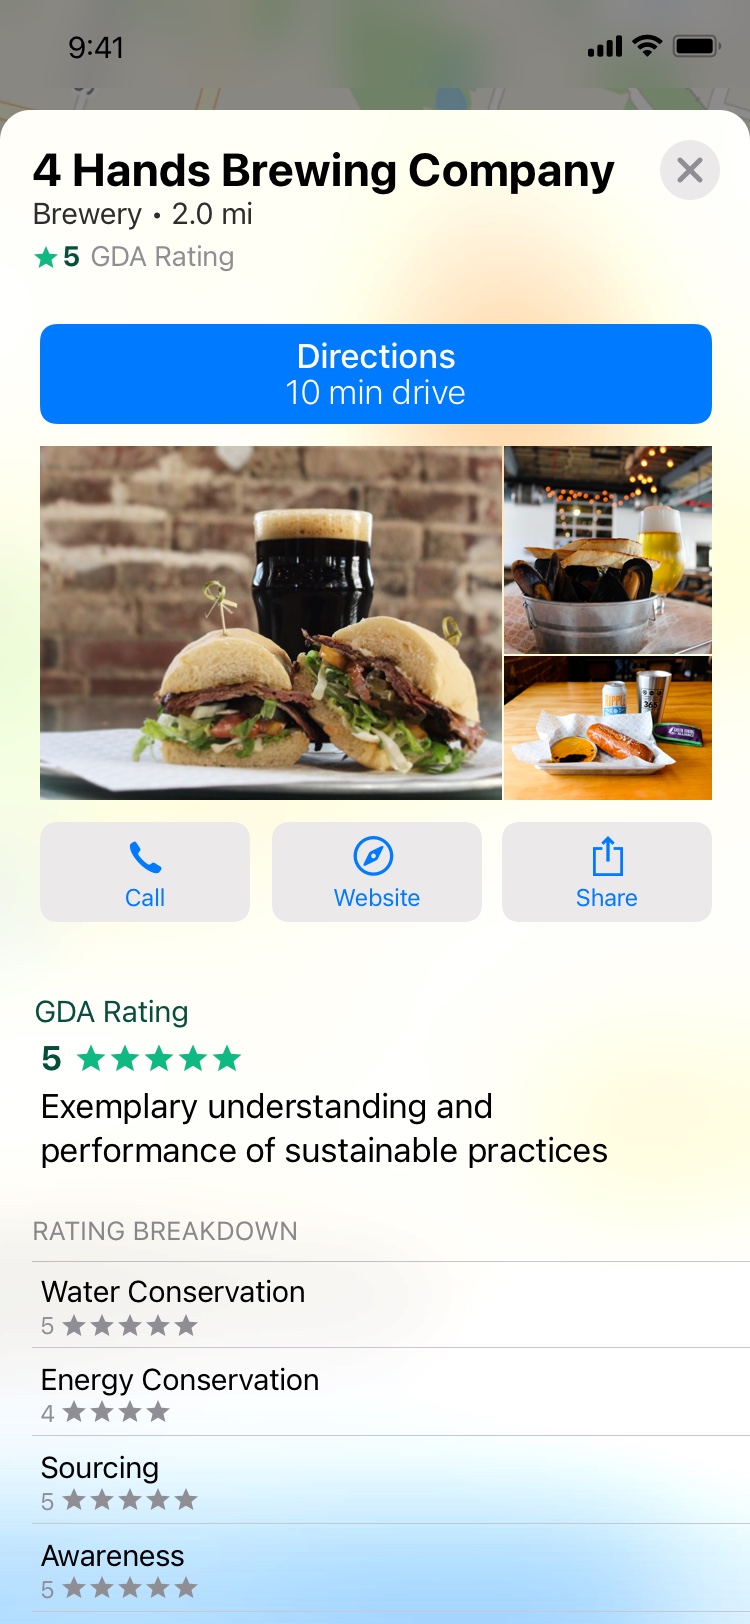 9:41
4 Hands Brewing Company
Brewery • 2.0 mi
★ 5 GDA Rating
Directions
10 min drive
Call
Website
Share
GDA Rating
5 ★★★★★
Exemplary understanding and
performance of sustainable practices
RATING BREAKDOWN
Water Conservation
5 ★★★★★
Energy Conservation
4 ★★★★
Sourcing
5 ★★★★★
Awareness
5 ★★★★★